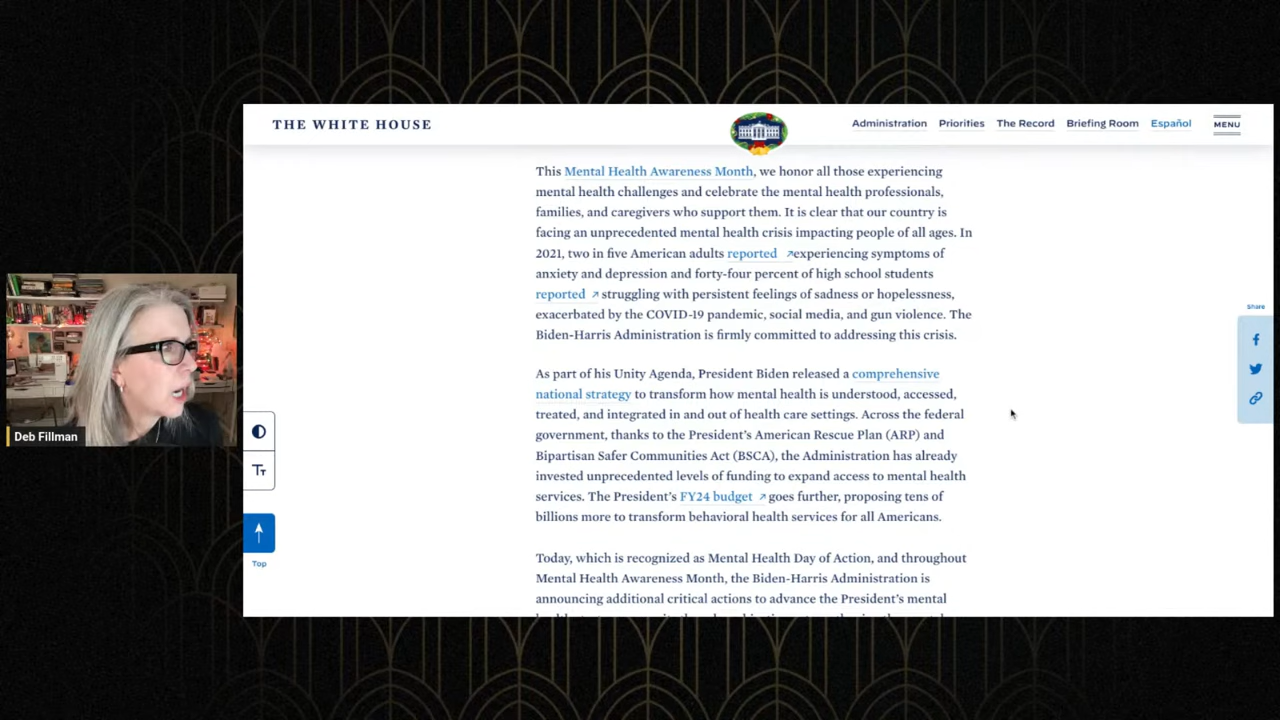 THE WHITE HOUSE
Administration
Priorities
The Record
Briefing Room
Español
MENU
This Mental Health Awareness Month, we honor all those experiencing
mental health challenges and celebrate the mental health professionals,
families, and caregivers who support them. It is clear that our country is
facing an unprecedented mental health crisis impacting people of all ages. In
2021, two in five American adults reported experiencing symptoms of
anxiety and depression and forty-four percent of high school students
reported struggling with persistent feelings of sadness or hopelessness,
exacerbated by the COVID-19 pandemic, social media, and gun violence. The
Biden-Harris Administration is firmly committed to addressing this crisis.
As part of his Unity Agenda, President Biden released a comprehensive
national strategy to transform how mental health is understood, accessed,
treated, and integrated in and out of health care settings. Across the federal
government, thanks to the President’s American Rescue Plan (ARP) and
Bipartisan Safer Communities Act (BSCA), the Administration has already
invested unprecedented levels of funding to expand access to mental health
services. The President’s FY24 budget goes further, proposing tens of
billions more to transform behavioral health services for all Americans.
Today, which is recognized as Mental Health Day of Action, and throughout
Mental Health Awareness Month, the Biden-Harris Administration is
announcing additional critical actions to advance the President’s mental
Share
Deb Fillman
TT
Top